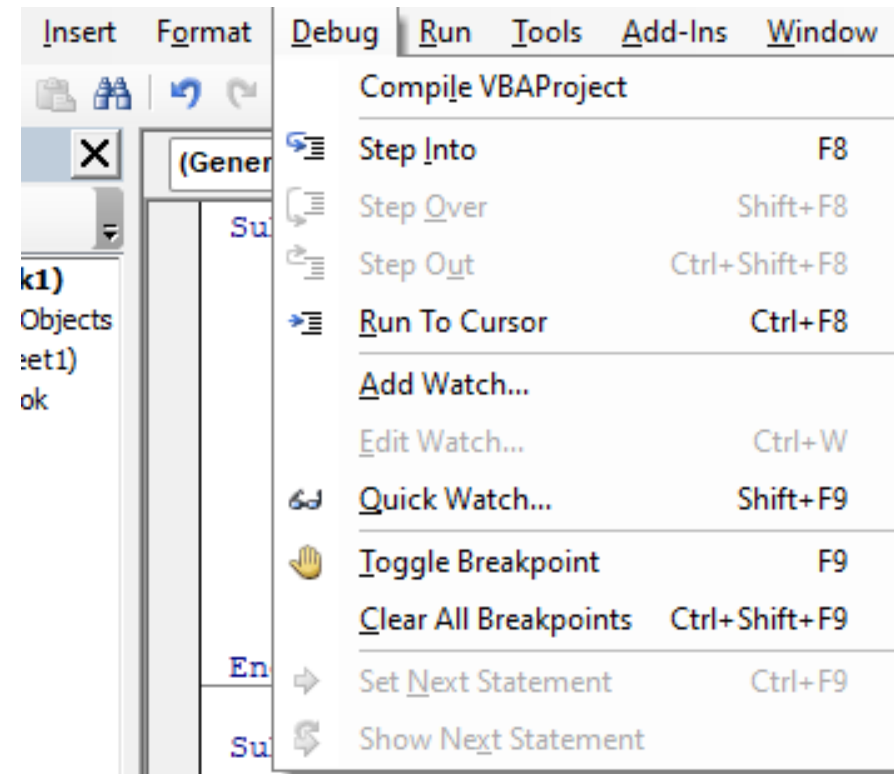 Insert Format Debug Run Tools Add-Ins Window
Compile VBAProject
(Gener
Step Into F8
Su
Step Over Shift+F8
k1)
Step Out Ctrl+Shift+F8
Objects
Run To Cursor Ctrl+F8
eet1)
ok
Add Watch...
Edit Watch... Ctrl+W
Quick Watch... Shift+F9
Toggle Breakpoint F9
Clear All Breakpoints Ctrl+Shift+F9
En
Set Next Statement Ctrl+F9
Su
Show Next Statement